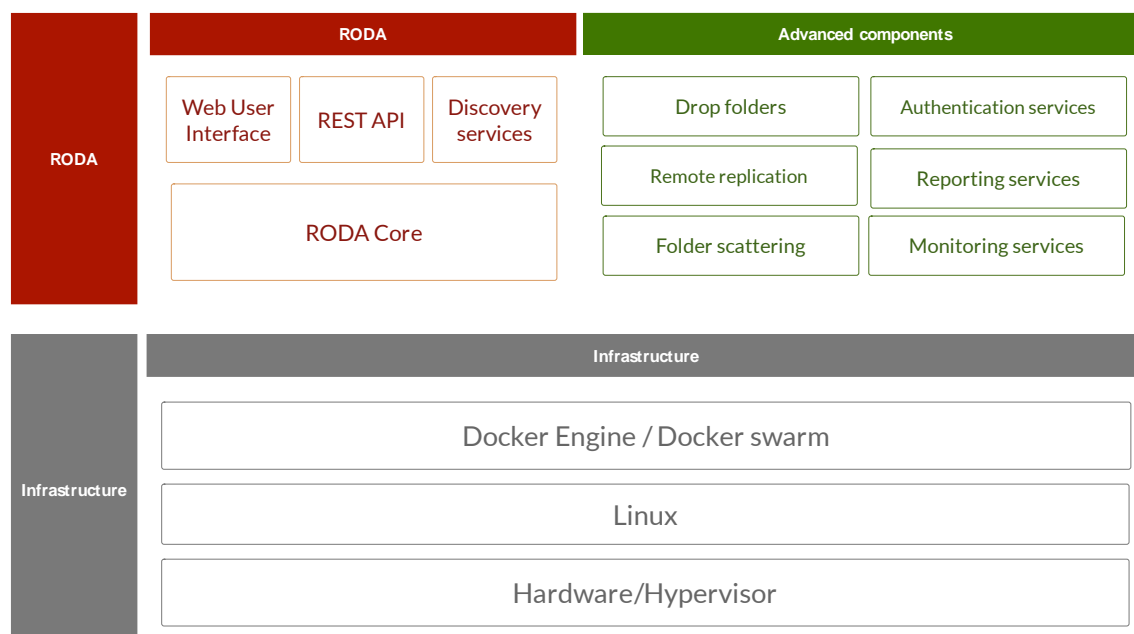 RODA
RODA
Advanced components
Web User
Interface
REST API
Discovery
services
RODA Core
Drop folders
Authentication services
Remote replication
Reporting services
Folder scattering
Monitoring services
Infrastructure
Infrastructure
Docker Engine / Docker swarm
Linux
Hardware/Hypervisor